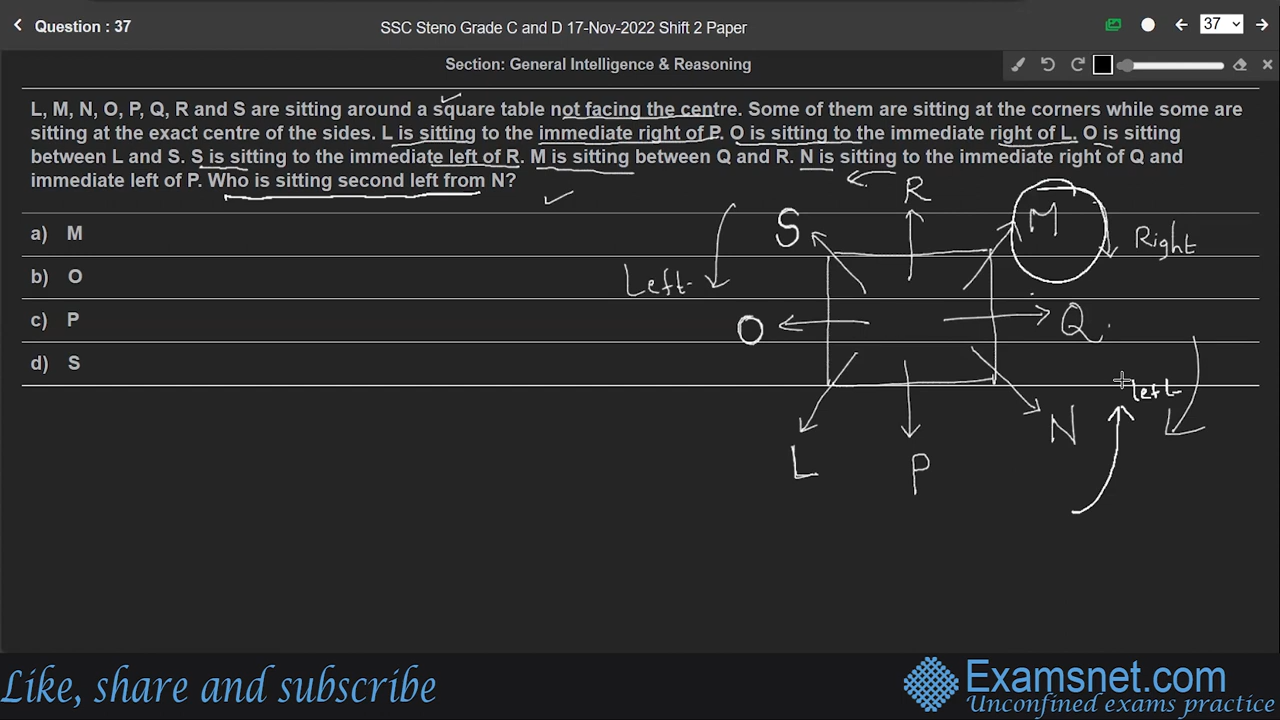 Question : 37
SSC Steno Grade C and D 17-Nov-2022 Shift 2 Paper
37
Section: General Intelligence & Reasoning
L, M, N, O, P, Q, R and S are sitting around a square table not facing the centre. Some of them are sitting at the corners while some are
sitting at the exact centre of the sides. L is sitting to the immediate right of P. O is sitting to the immediate right of L. O is sitting
between L and S. S is sitting to the immediate left of R. M is sitting between Q and R. N is sitting to the immediate right of Q and
immediate left of P. Who is sitting second left from N?
R
a) M
S
M
Right
b) O
Left
c) P
O
Q
d) S
left
N
L
P
Like, share and subscribe
Examsnet.com
Unconfined exams practice